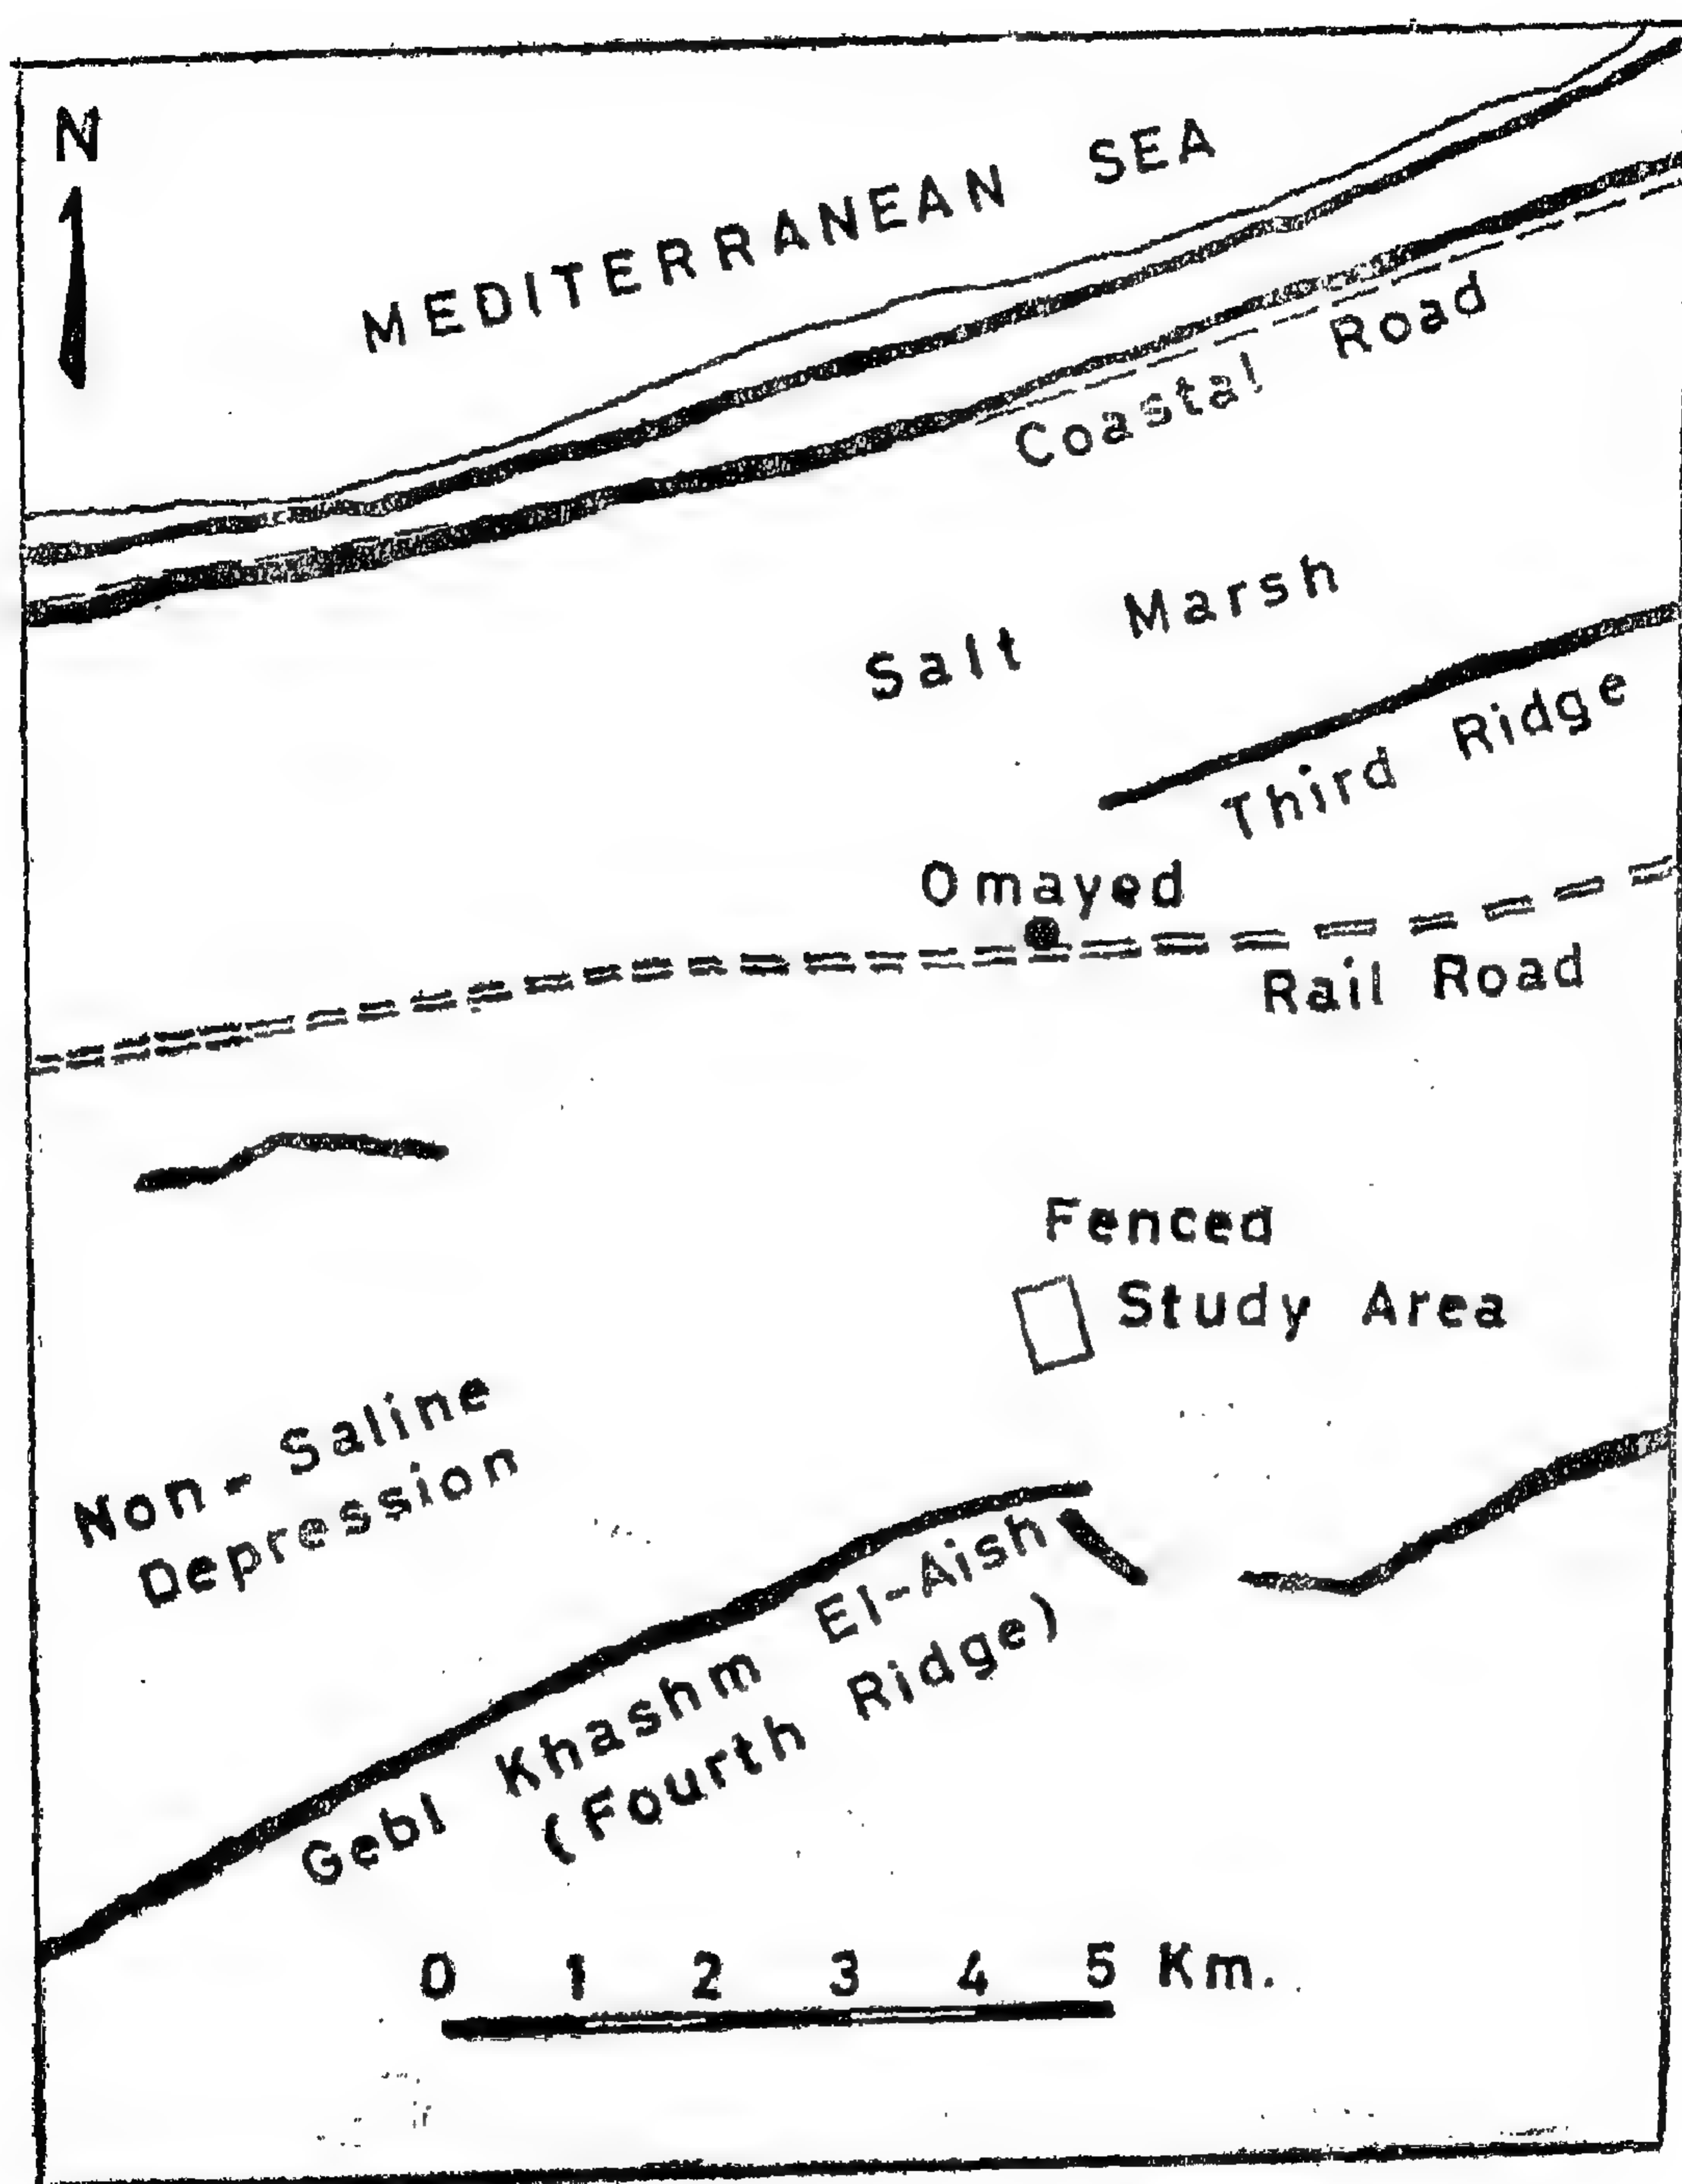 N
MEDITERRANEAN SEA
Coastal Road
Salt Marsh
Third Ridge
Omayed
Rail Road
Fenced
Study Area
Non-Saline
Depression
Gebl Khashm El-Aish
(Fourth Ridge)
0 1 2 3 4 5 Km.